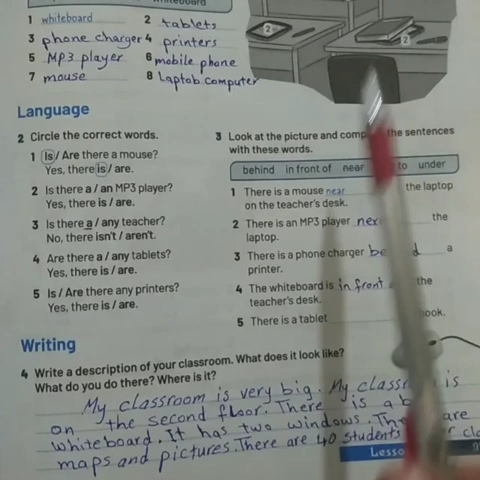 whiteboard
1 whiteboard 2 tablets
3 phone charger 4 printers
5 MP3 player 6 mobile phone
7 mouse 8 Laptob computer
2
2
Language
2 Circle the correct words.
1 Is / Are there a mouse?
Yes, there is / are.
2 Is there a / an MP3 player?
Yes, there is / are.
3 Is there a / any teacher?
No, there isn't / aren't.
4 Are there a / any tablets?
Yes, there is / are.
5 Is / Are there any printers?
Yes, there is / are.
3 Look at the picture and the sentences
with these words.
behind in front of near to under
1 There is a mouse near the laptop
on the teacher's desk.
2 There is an MP3 player the
laptop.
3 There is a phone charger a
printer.
4 The whiteboard is in front the
teacher's desk.
5 There is a tablet
Writing
4 Write a description of your classroom. What does it look like?
What do you do there? Where is it?
My classroom is very big. My is
on the second floor. There is a
whiteboard. It has two windows. are
maps and pictures. There are 40 students